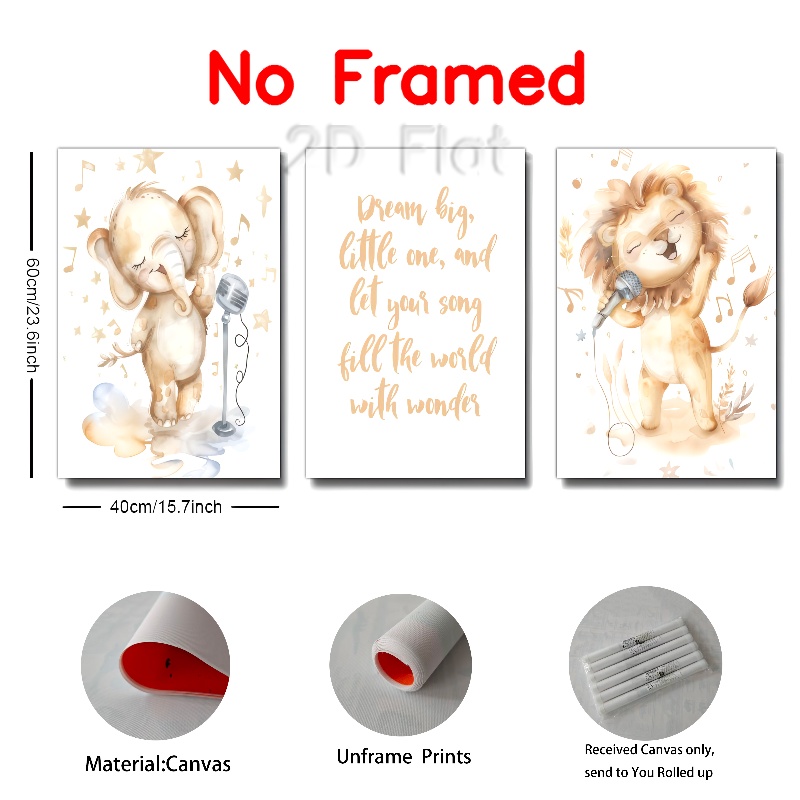 No Framed
2D Flat
60cm/23.6inch
40cm/15.7inch
Dream big,
little one, and
let your song
fill the world
with wonder
Material:Canvas
Unframe Prints
Received Canvas only,
send to You Rolled up